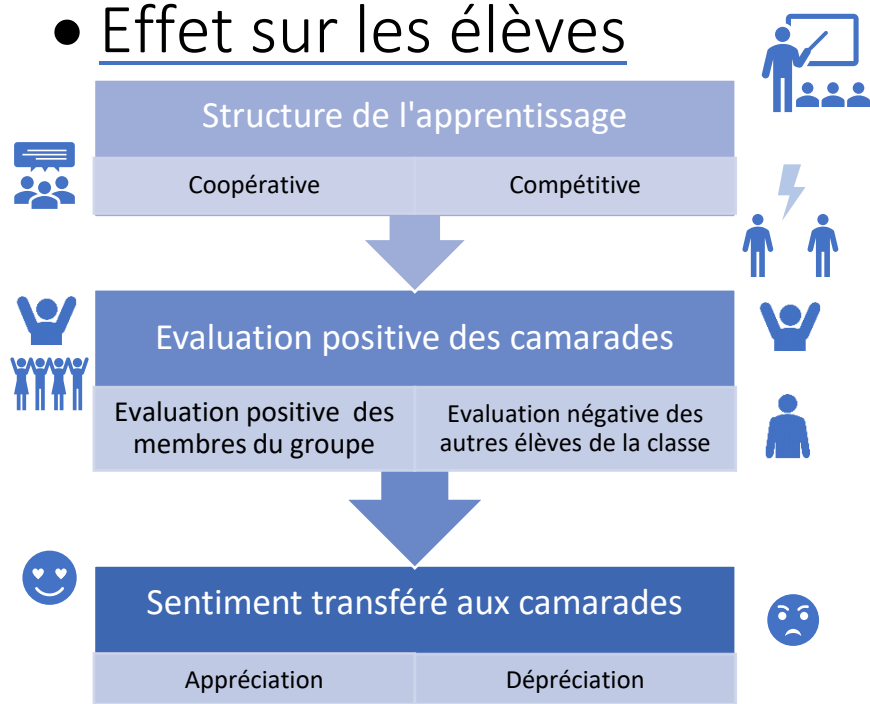 • Effet sur les élèves
Structure de l'apprentissage
Coopérative
Compétitive
Evaluation positive des camarades
Evaluation positive des
membres du groupe
Evaluation négative des
autres élèves de la classe
Sentiment transféré aux camarades
Appréciation
Dépréciation